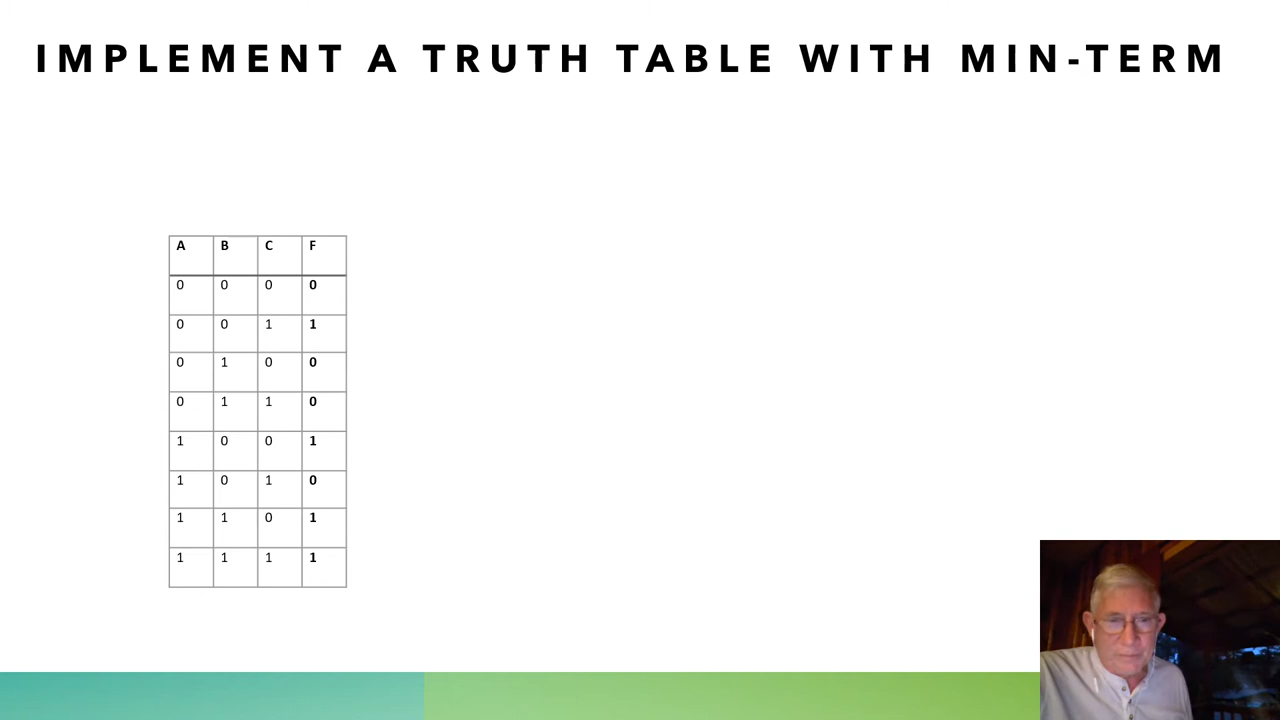 IMPLEMENT A TRUTH TABLE WITH MIN-TERM
A B C F
0 0 0 0
0 0 1 1
0 1 0 0
0 1 1 0
1 0 0 1
1 0 1 0
1 1 0 1
1 1 1 1